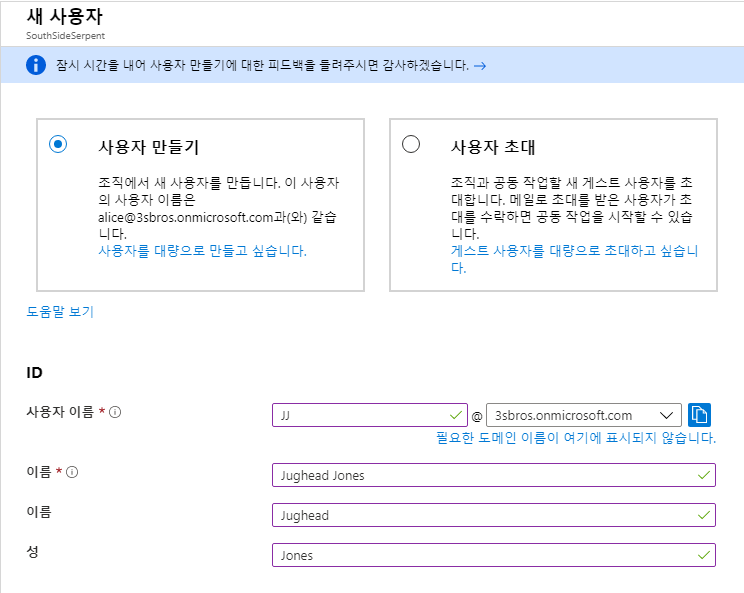 새 사용자
SouthSideSerpent
잠시 시간을 내어 사용자 만들기에 대한 피드백을 들려주시면 감사하겠습니다. →
사용자 만들기
조직에서 새 사용자를 만듭니다. 이 사용자
의 사용자 이름은
alice@3sbros.onmicrosoft.com과(와) 같습
니다.
사용자를 대량으로 만들고 싶습니다.
사용자 초대
조직과 공동 작업할 새 게스트 사용자를 초
대합니다. 메일로 초대를 받은 사용자가 초
대를 수락하면 공동 작업을 시작할 수 있습
니다.
게스트 사용자를 대량으로 초대하고 싶습니
다.
도움말 보기
ID
사용자 이름 * JJ @ 3sbros.onmicrosoft.com
필요한 도메인 이름이 여기에 표시되지 않습니다.
이름 * Jughead Jones
이름 Jughead
성 Jones